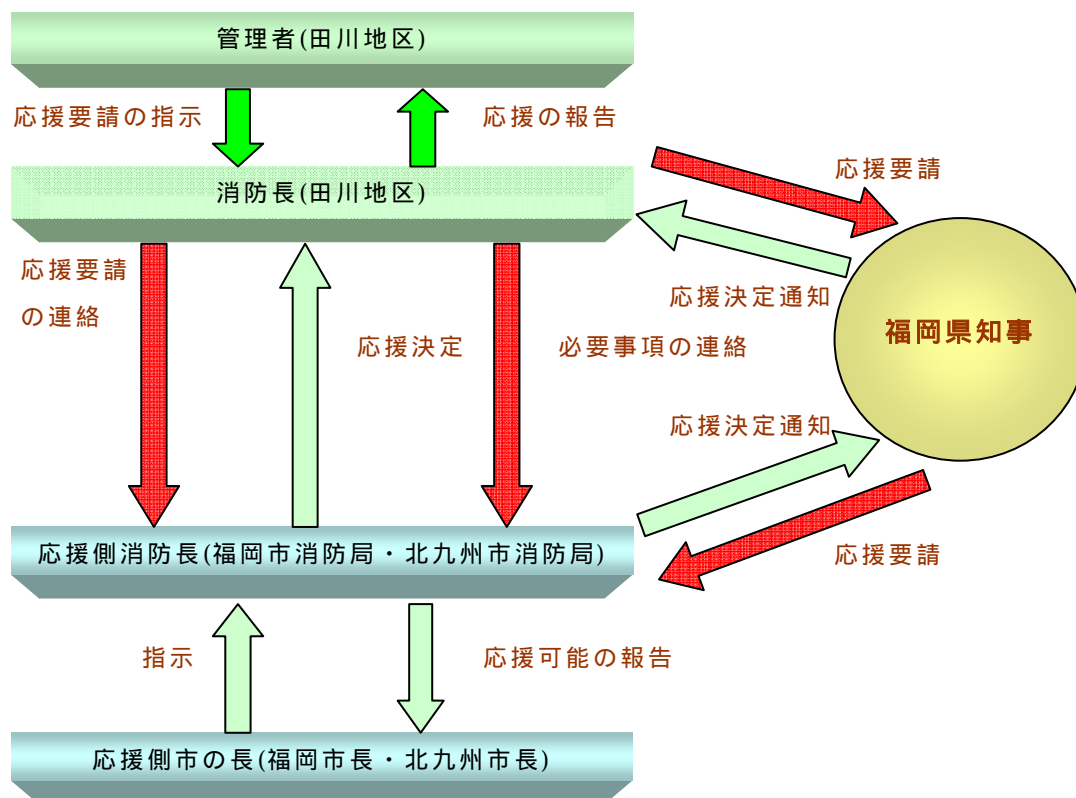 管理者(田川地区)
応援要請の指示
応援の報告
消防長(田川地区)
応援要請
応援要請
の連絡
応援決定通知
福岡県知事
応援決定
必要事項の連絡
応援決定通知
応援側消防長(福岡市消防局・北九州市消防局)
応援要請
指示
応援可能の報告
応援側市の長(福岡市長・北九州市長)